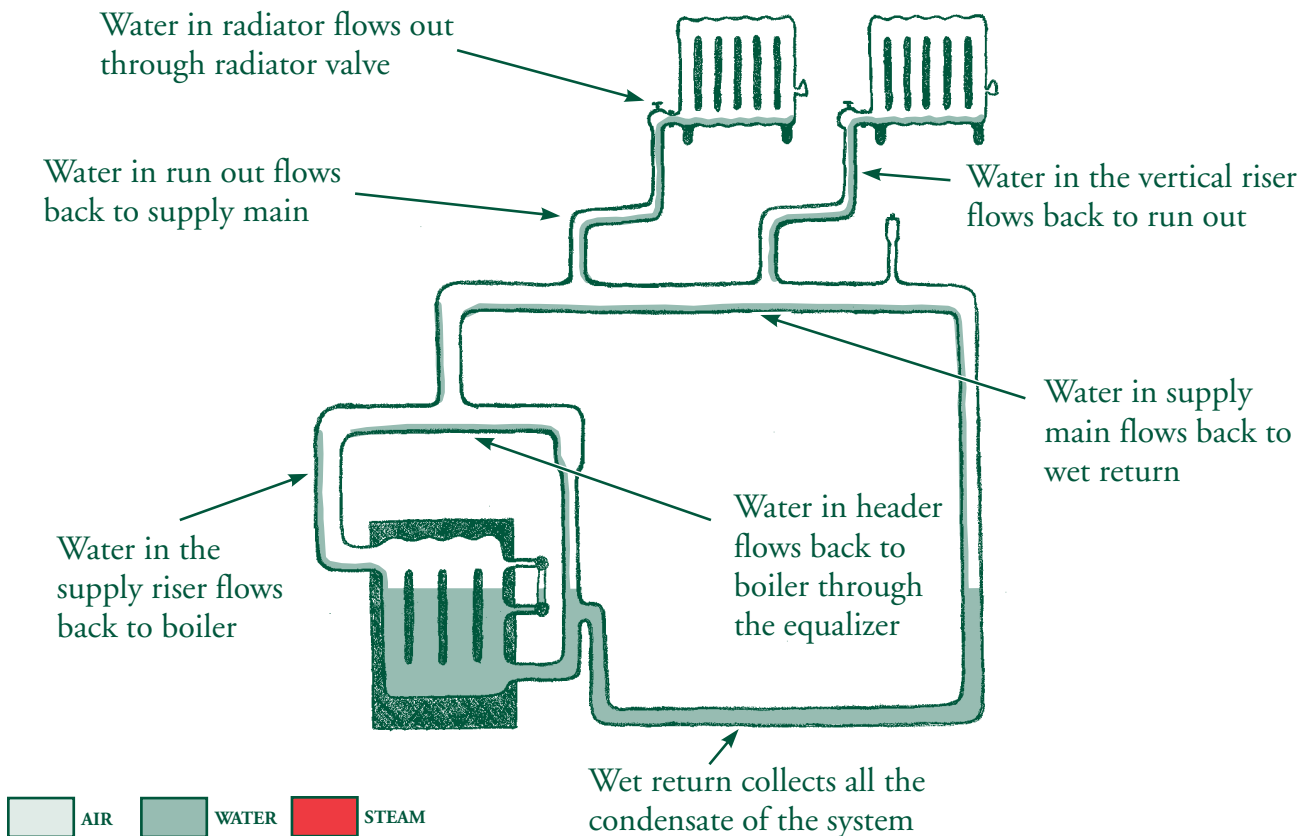 Water in radiator flows out
through radiator valve
Water in run out flows
back to supply main
Water in the vertical riser
flows back to run out
Water in supply
main flows back to
wet return
Water in the
supply riser flows
back to boiler
Water in header
flows back to
boiler through
the equalizer
Wet return collects all the
condensate of the system
AIR
WATER
STEAM